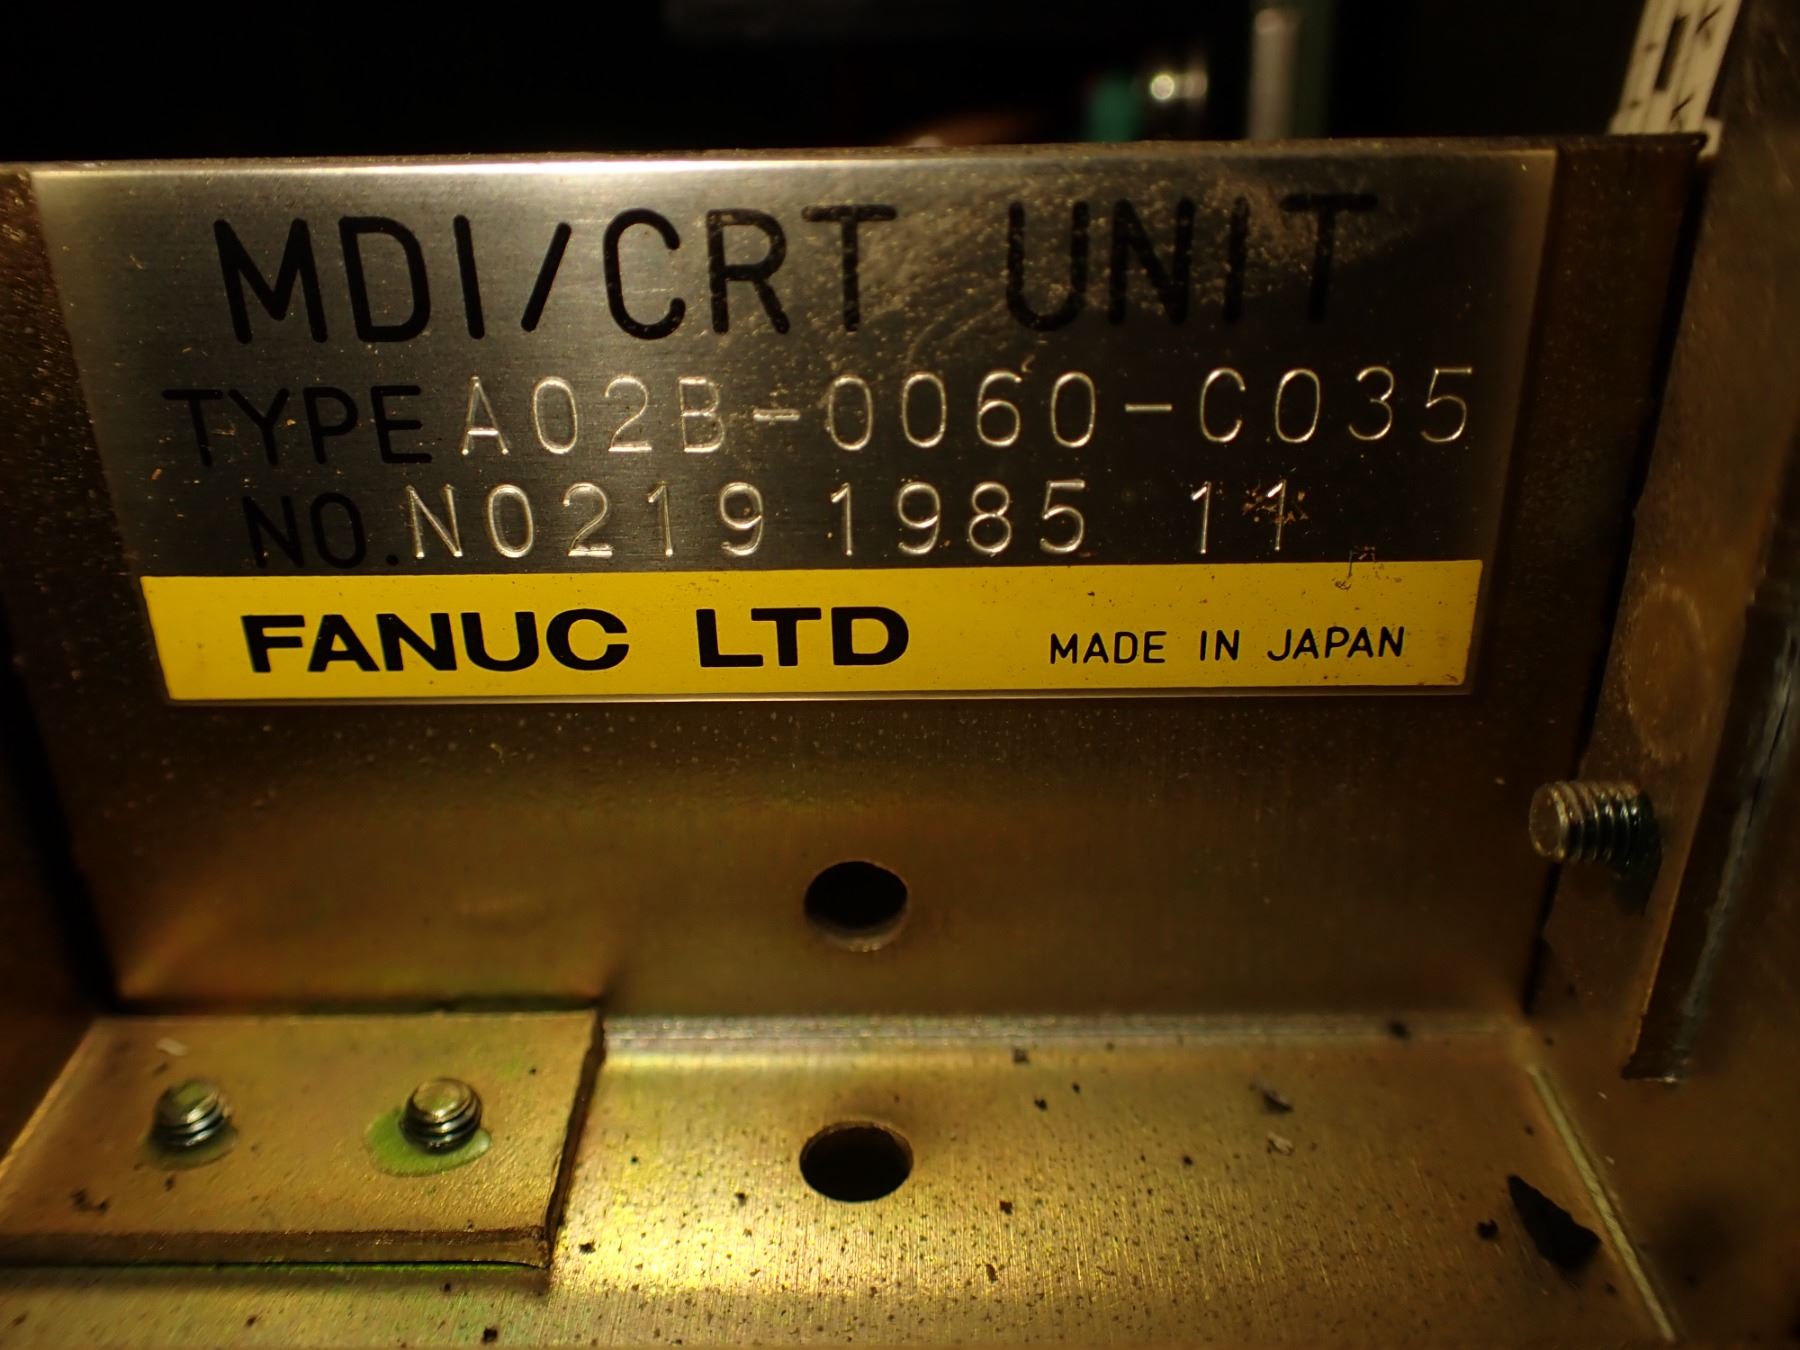 MDI/CRT UNIT
TYPE A02B-0060-C035
NO. N0219 1985 11
FANUC LTD MADE IN JAPAN